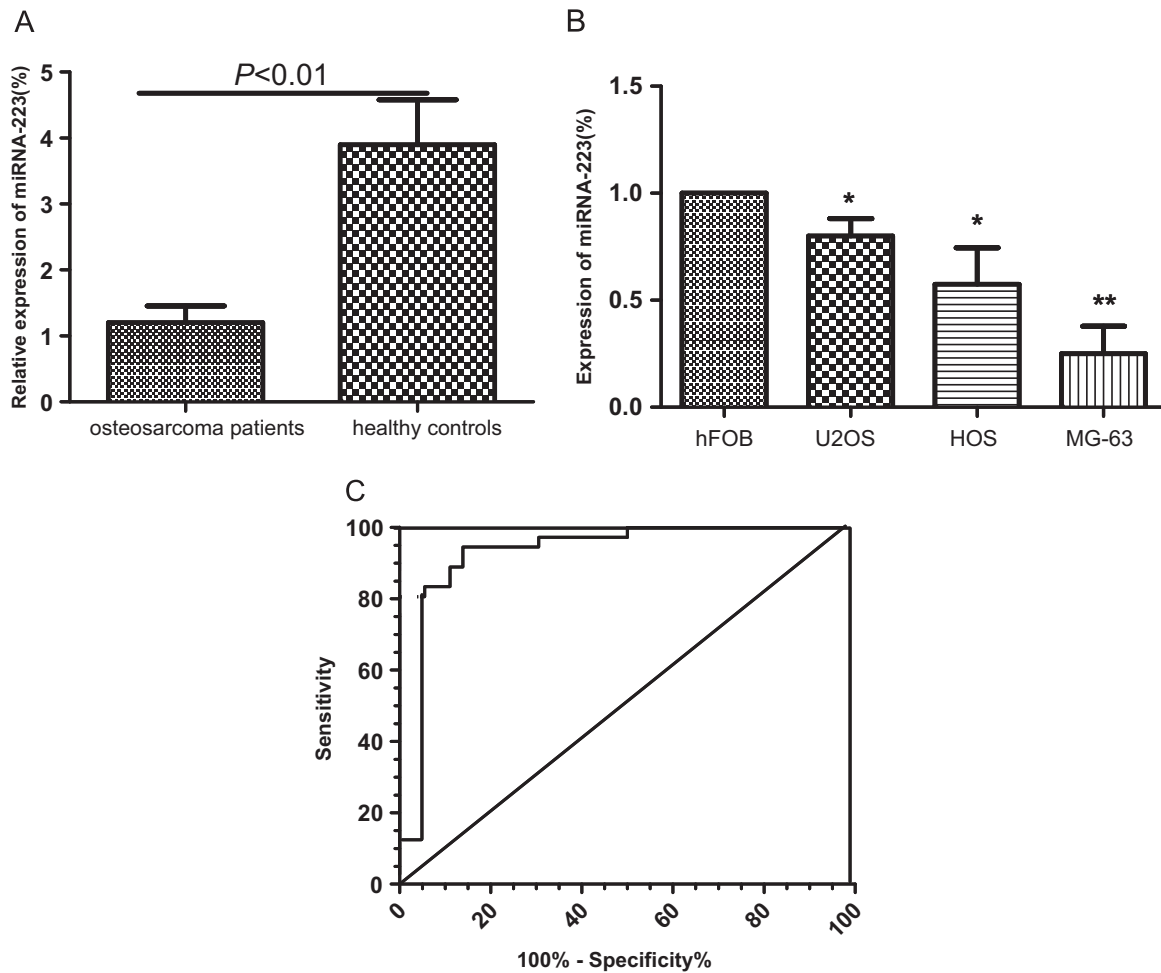 A
Relative expression of miRNA-223(%)
5
4
3
2
1
0
P<0.01
osteosarcoma patients
healthy controls
B
Expression of miRNA-223(%)
1.5
1.0
0.5
0.0
*
*
**
hFOB
U2OS
HOS
MG-63
C
Sensitivity
100
80
60
40
20
0
0
20
40
60
80
100
100% - Specificity%